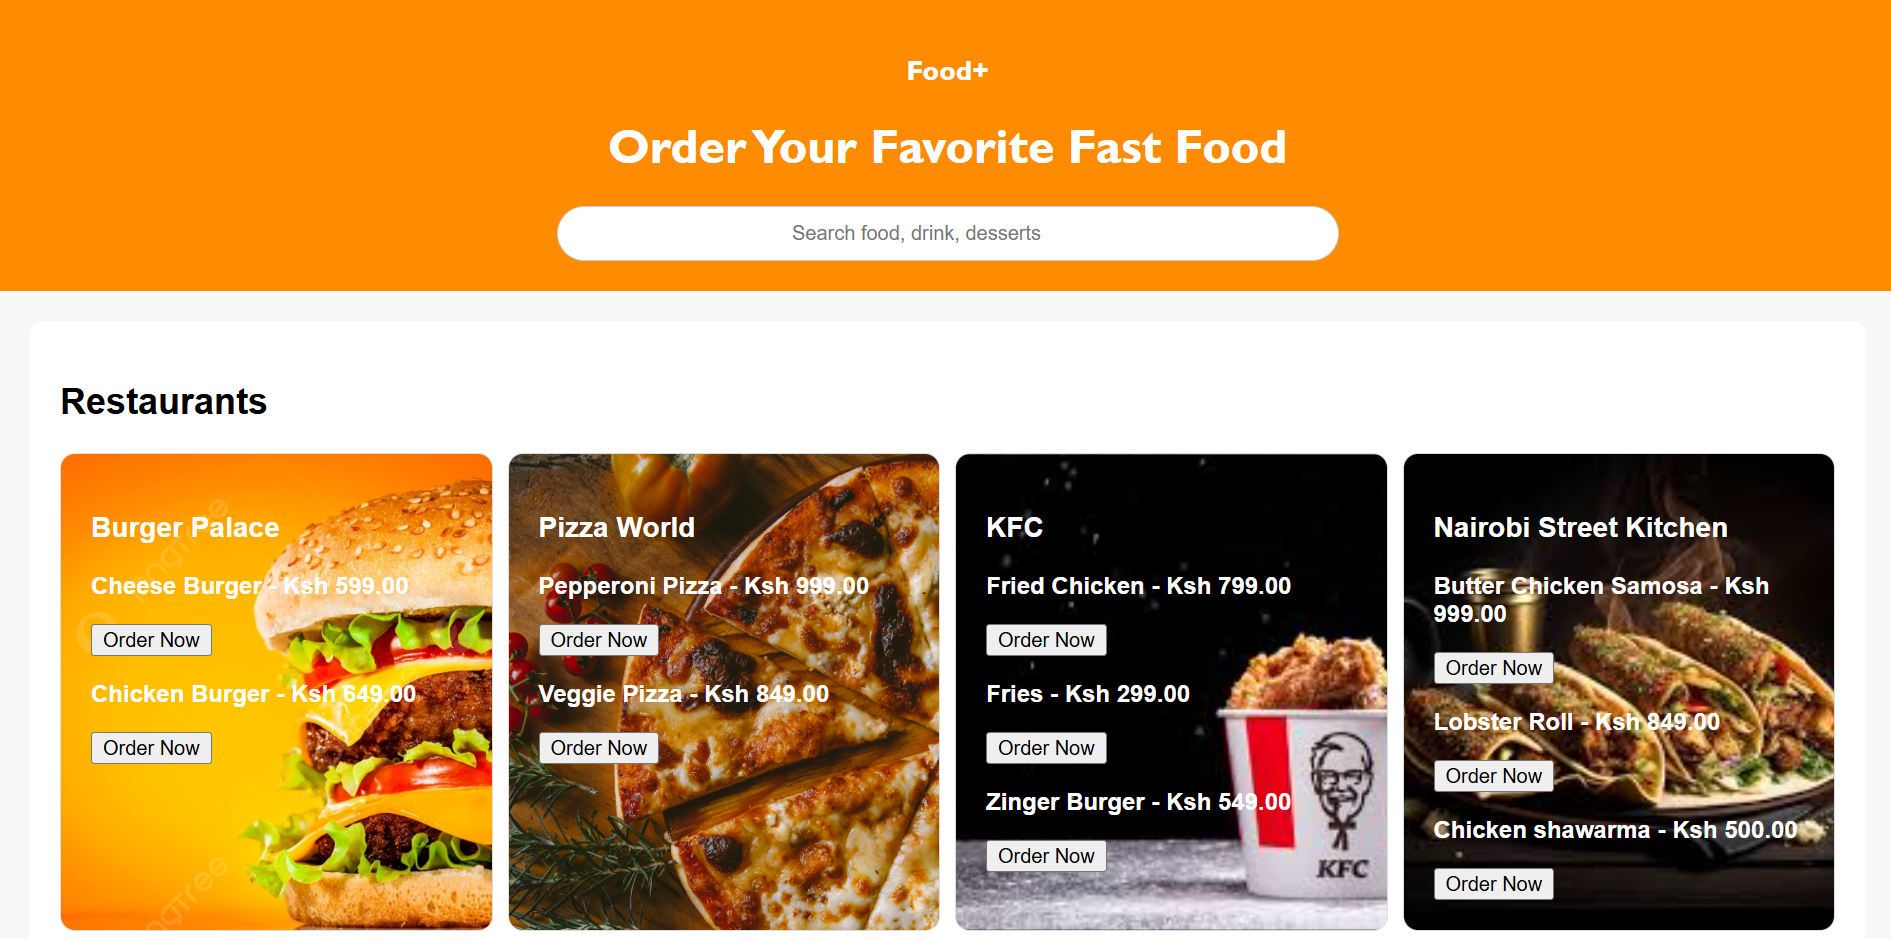 Food+
Order Your Favorite Fast Food
Search food, drink, desserts
Restaurants
Burger Palace
Cheese Burger - Ksh 599.00
Order Now
Chicken Burger - Ksh 649.00
Order Now
Pizza World
Pepperoni Pizza - Ksh 999.00
Order Now
Veggie Pizza - Ksh 849.00
Order Now
KFC
Fried Chicken - Ksh 799.00
Order Now
Fries - Ksh 299.00
Order Now
Zinger Burger - Ksh 549.00
Order Now
KFC
Nairobi Street Kitchen
Butter Chicken Samosa - Ksh
999.00
Order Now
Lobster Roll - Ksh 849.00
Order Now
Chicken shawarma - Ksh 500.00
Order Now